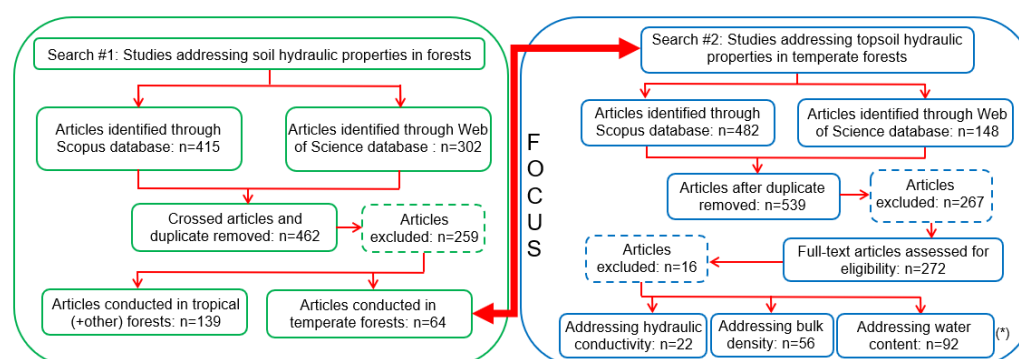 Search #1: Studies addressing soil hydraulic properties in forests
Articles identified through
Scopus database: n=415
Articles identified through Web
of Science database : n=302
Crossed articles and
duplicate removed: n=462
Articles
excluded: n=259
Articles conducted in tropical
(+other) forests: n=139
Articles conducted in
temperate forests: n=64
F
O
C
U
S
Search #2: Studies addressing topsoil hydraulic
properties in temperate forests
Articles identified through
Scopus database: n=482
Articles identified through Web
of Science database: n=148
Articles after duplicate
removed: n=539
Articles
excluded: n=267
Full-text articles assessed for
eligibility: n=272
Articles
excluded: n=16
Addressing hydraulic
conductivity: n=22
Addressing bulk
density: n=56
Addressing water
content: n=92
(*)